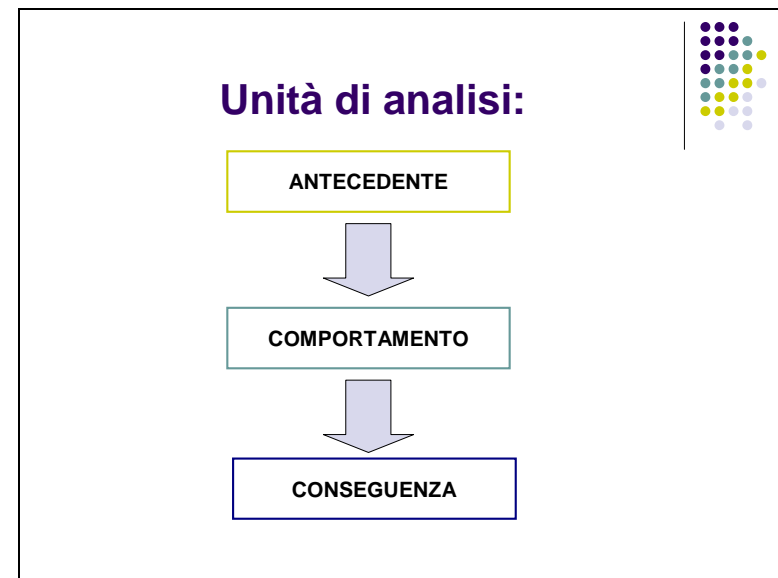 Unità di analisi:
ANTECEDENTE
COMPORTAMENTO
CONSEGUENZA